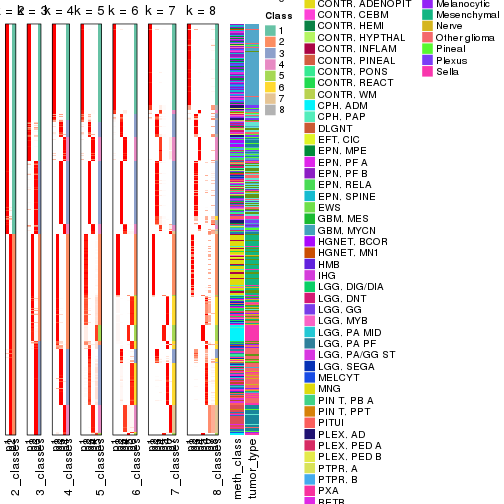 k = 2 k = 3 k = 4 k = 5 k = 6 k = 7 k = 8
Class
1
2
3
4
5
6
7
8
CONTR. ADENOPIT
CONTR. CEBM
CONTR. HEMI
CONTR. HYPTHAL
CONTR. INFLAM
CONTR. PINEAL
CONTR. PONS
CONTR. REACT
CONTR. WM
CPH. ADM
CPH. PAP
DLGNT
EFT. CIC
EPN. MPE
EPN. PF A
EPN. PF B
EPN. RELA
EPN. SPINE
EWS
GBM. MES
GBM. MYCN
HGNET. BCOR
HGNET. MN1
HMB
IHG
LGG. DIG/DIA
LGG. DNT
LGG. GG
LGG. MYB
LGG. PA MID
LGG. PA PF
LGG. PA/GG ST
LGG. SEGA
MELCYT
MNG
PIN T. PB A
PIN T. PPT
PITUI
PLEX. AD
PLEX. PED A
PLEX. PED B
PTPR. A
PTPR. B
PXA
RETB
Melanocytic
Mesenchymal
Nerve
Other glioma
Pineal
Plexus
Sella
2_classes
3_classes
4_classes
5_classes
6_classes
7_classes
8_classes
meth_class
tumor_type